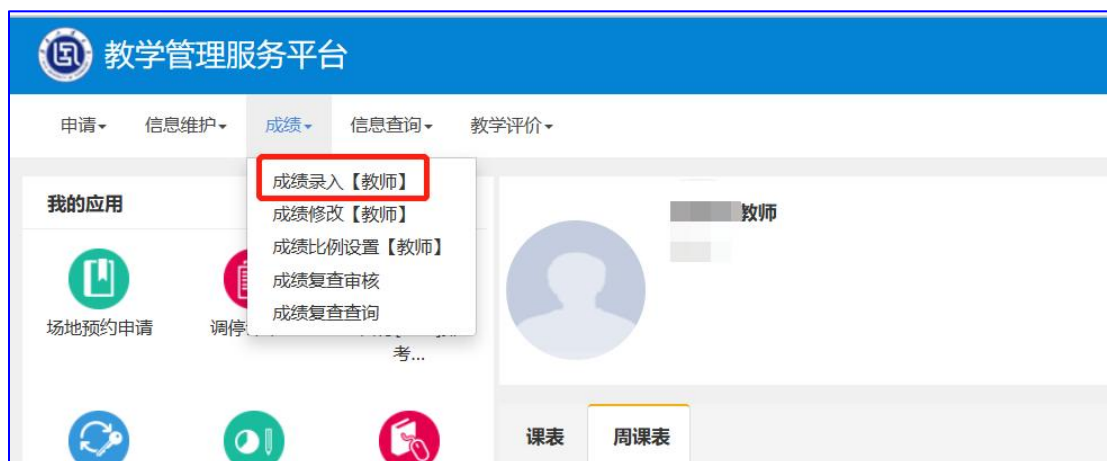 教学管理服务平台
申请 信息维护 成绩 信息查询 教学评价
成绩录入【教师】
我的应用
成绩修改【教师】
教师
成绩比例设置【教师】
成绩复查审核
成绩复查查询
场地预约申请 调停
考...
课表 周课表